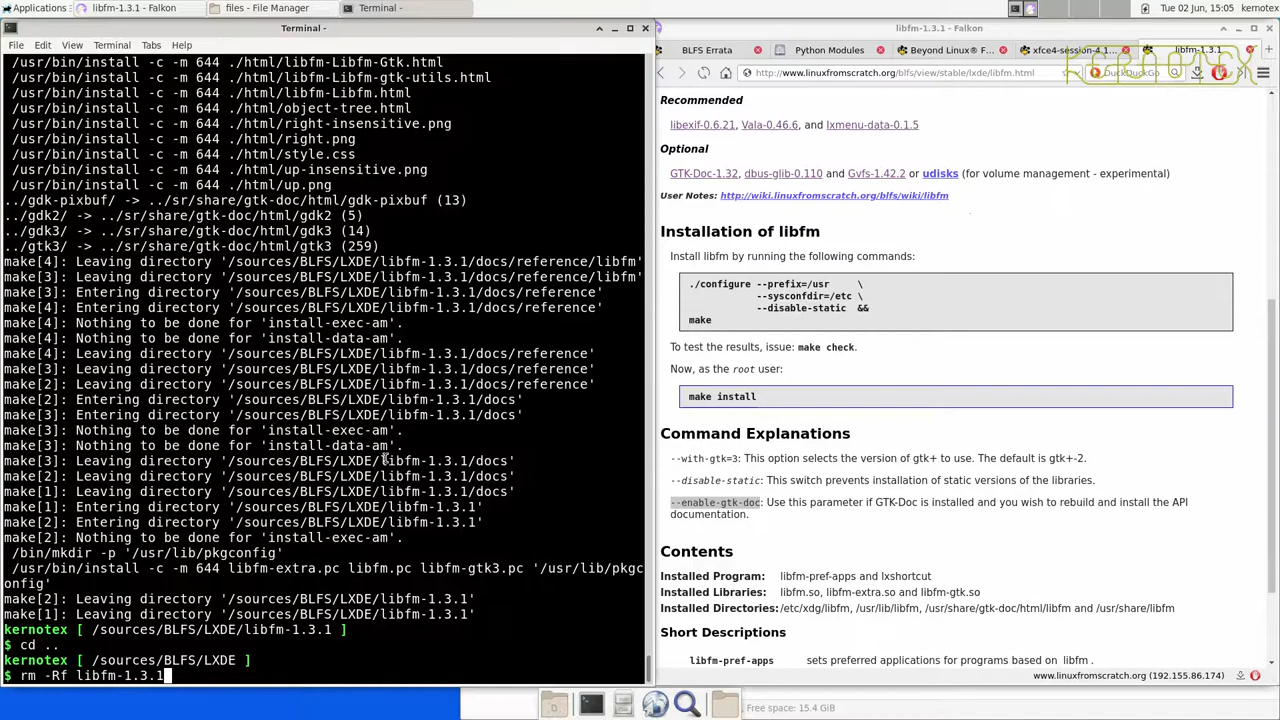 Applications
libfm-1.3.1 - Falkon
files - File Manager
Terminal -
Tue 02 Jun, 15:05
kernotex
Terminal -
File Edit View Terminal Tabs Help
/usr/bin/install -c -m 644 ./html/libfm-Libfm-Gtk.html
/usr/bin/install -c -m 644 ./html/libfm-Libfm-gtk-utils.html
/usr/bin/install -c -m 644 ./html/libfm-Libfm.html
/usr/bin/install -c -m 644 ./html/object-tree.html
/usr/bin/install -c -m 644 ./html/right-insensitive.png
/usr/bin/install -c -m 644 ./html/right.png
/usr/bin/install -c -m 644 ./html/style.css
/usr/bin/install -c -m 644 ./html/up-insensitive.png
/usr/bin/install -c -m 644 ./html/up.png
../gdk-pixbuf/ -> ../sr/share/gtk-doc/html/gdk-pixbuf (13)
../gdk2/ -> ../sr/share/gtk-doc/html/gdk2 (5)
../gdk3/ -> ../sr/share/gtk-doc/html/gdk3 (14)
../gtk3/ -> ../sr/share/gtk-doc/html/gtk3 (259)
make[4]: Leaving directory '/sources/BLFS/LXDE/libfm-1.3.1/docs/reference/libfm'
make[3]: Leaving directory '/sources/BLFS/LXDE/libfm-1.3.1/docs/reference/libfm'
make[3]: Entering directory '/sources/BLFS/LXDE/libfm-1.3.1/docs/reference'
make[4]: Entering directory '/sources/BLFS/LXDE/libfm-1.3.1/docs/reference'
make[4]: Nothing to be done for 'install-exec-am'.
make[4]: Nothing to be done for 'install-data-am'.
make[4]: Leaving directory '/sources/BLFS/LXDE/libfm-1.3.1/docs/reference'
make[3]: Leaving directory '/sources/BLFS/LXDE/libfm-1.3.1/docs/reference'
make[2]: Leaving directory '/sources/BLFS/LXDE/libfm-1.3.1/docs/reference'
make[2]: Entering directory '/sources/BLFS/LXDE/libfm-1.3.1/docs'
make[3]: Entering directory '/sources/BLFS/LXDE/libfm-1.3.1/docs'
make[3]: Nothing to be done for 'install-exec-am'.
make[3]: Nothing to be done for 'install-data-am'.
make[3]: Leaving directory '/sources/BLFS/LXDE/libfm-1.3.1/docs'
make[2]: Leaving directory '/sources/BLFS/LXDE/libfm-1.3.1/docs'
make[1]: Leaving directory '/sources/BLFS/LXDE/libfm-1.3.1/docs'
make[1]: Entering directory '/sources/BLFS/LXDE/libfm-1.3.1'
make[2]: Entering directory '/sources/BLFS/LXDE/libfm-1.3.1'
make[2]: Nothing to be done for 'install-exec-am'.
/bin/mkdir -p '/usr/lib/pkgconfig'
/usr/bin/install -c -m 644 libfm-extra.pc libfm.pc libfm-gtk3.pc '/usr/lib/pkgc
onfig'
make[2]: Leaving directory '/sources/BLFS/LXDE/libfm-1.3.1'
make[1]: Leaving directory '/sources/BLFS/LXDE/libfm-1.3.1'
kernotex [ /sources/BLFS/LXDE/libfm-1.3.1 ]
$ cd ..
kernotex [ /sources/BLFS/LXDE ]
$ rm -Rf libfm-1.3.1
libfm-1.3.1 - Falkon
BLFS Errata
Python Modules
Beyond Linux® F...
xfce4-session-4.1...
libfm-1.3.1
http://www.linuxfromscratch.org/blfs/view/stable/lxde/libfm.html
DuckDuckGo
KERNOTEX
Recommended
libexif-0.6.21, Vala-0.46.6, and lxmenu-data-0.1.5
Optional
GTK-Doc-1.32, dbus-glib-0.110 and Gvfs-1.42.2 or udisks (for volume management - experimental)
User Notes: http://wiki.linuxfromscratch.org/blfs/wiki/libfm
Installation of libfm
Install libfm by running the following commands:
./configure --prefix=/usr \
--sysconfdir=/etc \
--disable-static &&
make
To test the results, issue: make check.
Now, as the root user:
make install
Command Explanations
--with-gtk=3: This option selects the version of gtk+ to use. The default is gtk+-2.
--disable-static: This switch prevents installation of static versions of the libraries.
--enable-gtk-doc: Use this parameter if GTK-Doc is installed and you wish to rebuild and install the API
documentation.
Contents
Installed Program: libfm-pref-apps and lxshortcut
Installed Libraries: libfm.so, libfm-extra.so and libfm-gtk.so
Installed Directories: /etc/xdg/libfm, /usr/lib/libfm, /usr/share/gtk-doc/html/libfm and /usr/share/libfm
Short Descriptions
libfm-pref-apps sets preferred applications for programs based on libfm .
www.linuxfromscratch.org (192.155.86.174)
Free space: 15.4 GiB